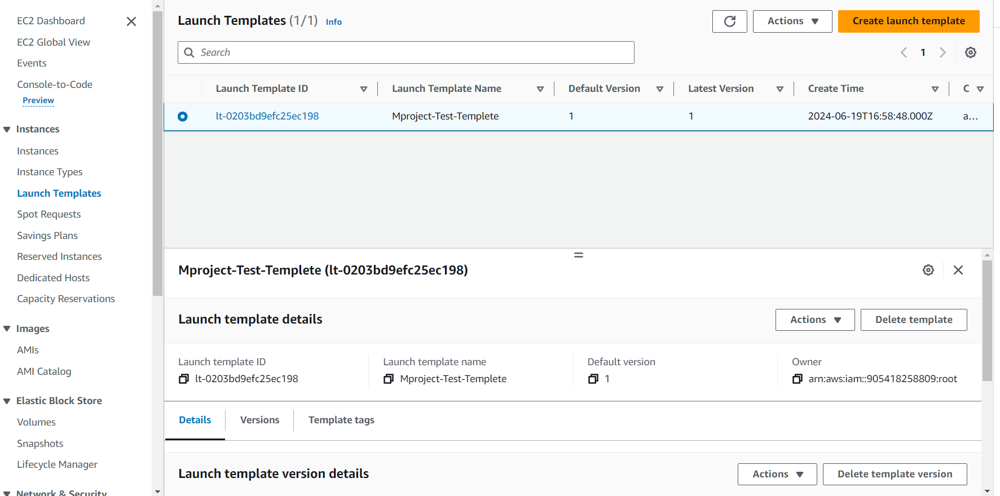 EC2 Dashboard
EC2 Global View
Events
Console-to-Code
Preview
Instances
Instances
Instance Types
Launch Templates
Spot Requests
Savings Plans
Reserved Instances
Dedicated Hosts
Capacity Reservations
Images
AMIs
AMI Catalog
Elastic Block Store
Volumes
Snapshots
Lifecycle Manager
Network & Security
Launch Templates (1/1) Info
Actions
Create launch template
Search
1
Launch Template ID Launch Template Name Default Version Latest Version Create Time C
lt-0203bd9efc25ec198 Mproject-Test-Templete 1 1 2024-06-19T16:58:48.000Z a...
Mproject-Test-Templete (lt-0203bd9efc25ec198)
Launch template details
Actions
Delete template
Launch template ID Launch template name Default version Owner
lt-0203bd9efc25ec198 Mproject-Test-Templete 1 arn:aws:iam::905418258809:root
Details Versions Template tags
Launch template version details
Actions
Delete template version